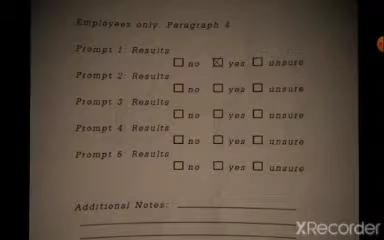 Employees only. Paragraph 4
Prompt 1: Results
no yes unsure
Prompt 2: Results
no yes unsure
Prompt 3: Results
no yes unsure
Prompt 4: Results
no yes unsure
Prompt 5: Results
no yes unsure
Additional Notes:
XRecorder